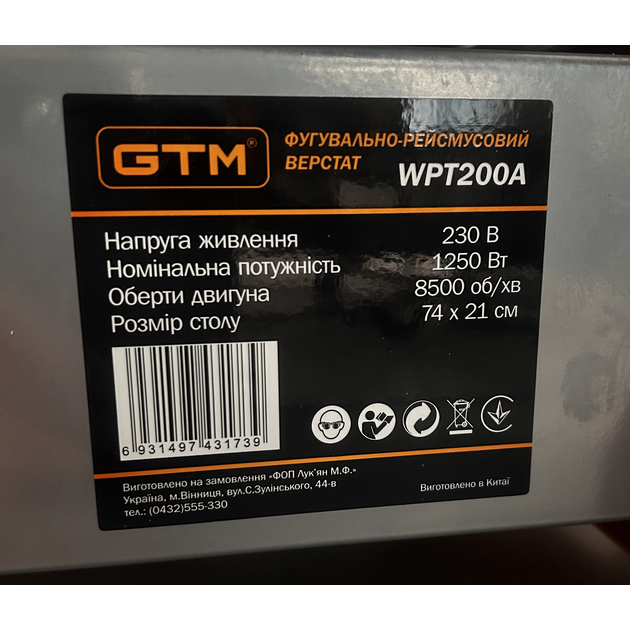 GTM®
ФУГУВАЛЬНО-РЕЙСМУСОВИЙ
ВЕРСТАТ
WPT200A
Напруга живлення 230 В
Номінальна потужність 1250 Вт
Оберти двигуна 8500 об/хв
Розмір столу 74 x 21 см
6 931497 431739
Виготовлено на замовлення «ФОП Лук'ян М.Ф.»
Україна, м.Вінниця, вул.С.Зулінського, 44-в
тел.: (0432)555-330
Виготовлено в Китаї